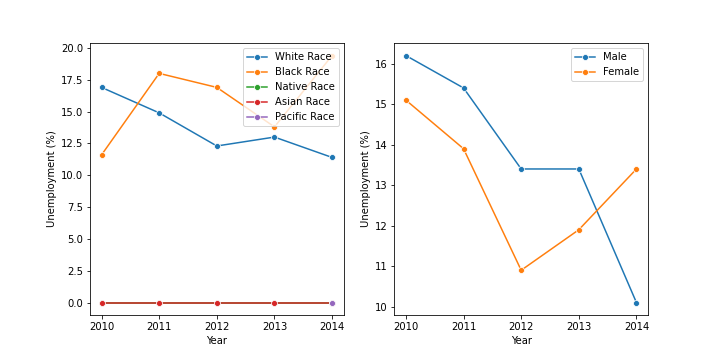 20.0
17.5
15.0
12.5
10.0
7.5
5.0
2.5
0.0
Unemployment (%)
2010 2011 2012 2013 2014
Year
White Race
Black Race
Native Race
Asian Race
Pacific Race
16
15
14
13
12
11
10
Unemployment (%)
2010 2011 2012 2013 2014
Year
Male
Female